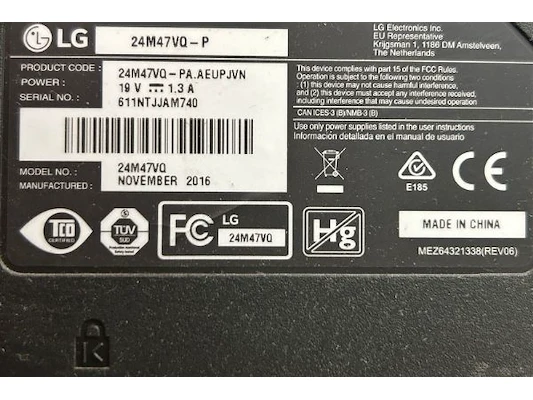 LG 24M47VQ-P
LG Electronics Inc.
EU Representative
Krijgsman 1, 1186 DM Amstelveen,
The Netherlands
PRODUCT CODE : 24M47VQ-PA.AEUPJVN
POWER : 19 V ⎓ 1.3 A
SERIAL NO. : 611NTJJAM740
This device complies with part 15 of the FCC Rules.
Operation is subject to the following two conditions
: (1) this device may not cause harmful interference,
and (2) this device must accept any interference received,
including interference that may cause undesired operation
CAN ICES-3 (B)/NMB-3 (B)
Use only power supplies listed in the user instructions
Información detallada en el manual de usuario
MODEL NO. : 24M47VQ
MANUFACTURED : NOVEMBER 2016
E185
CE
TCO
CERTIFIED
TÜV
SUD
FC LG
24M47VQ
Hg
MADE IN CHINA
MEZ64321338(REV06)
K